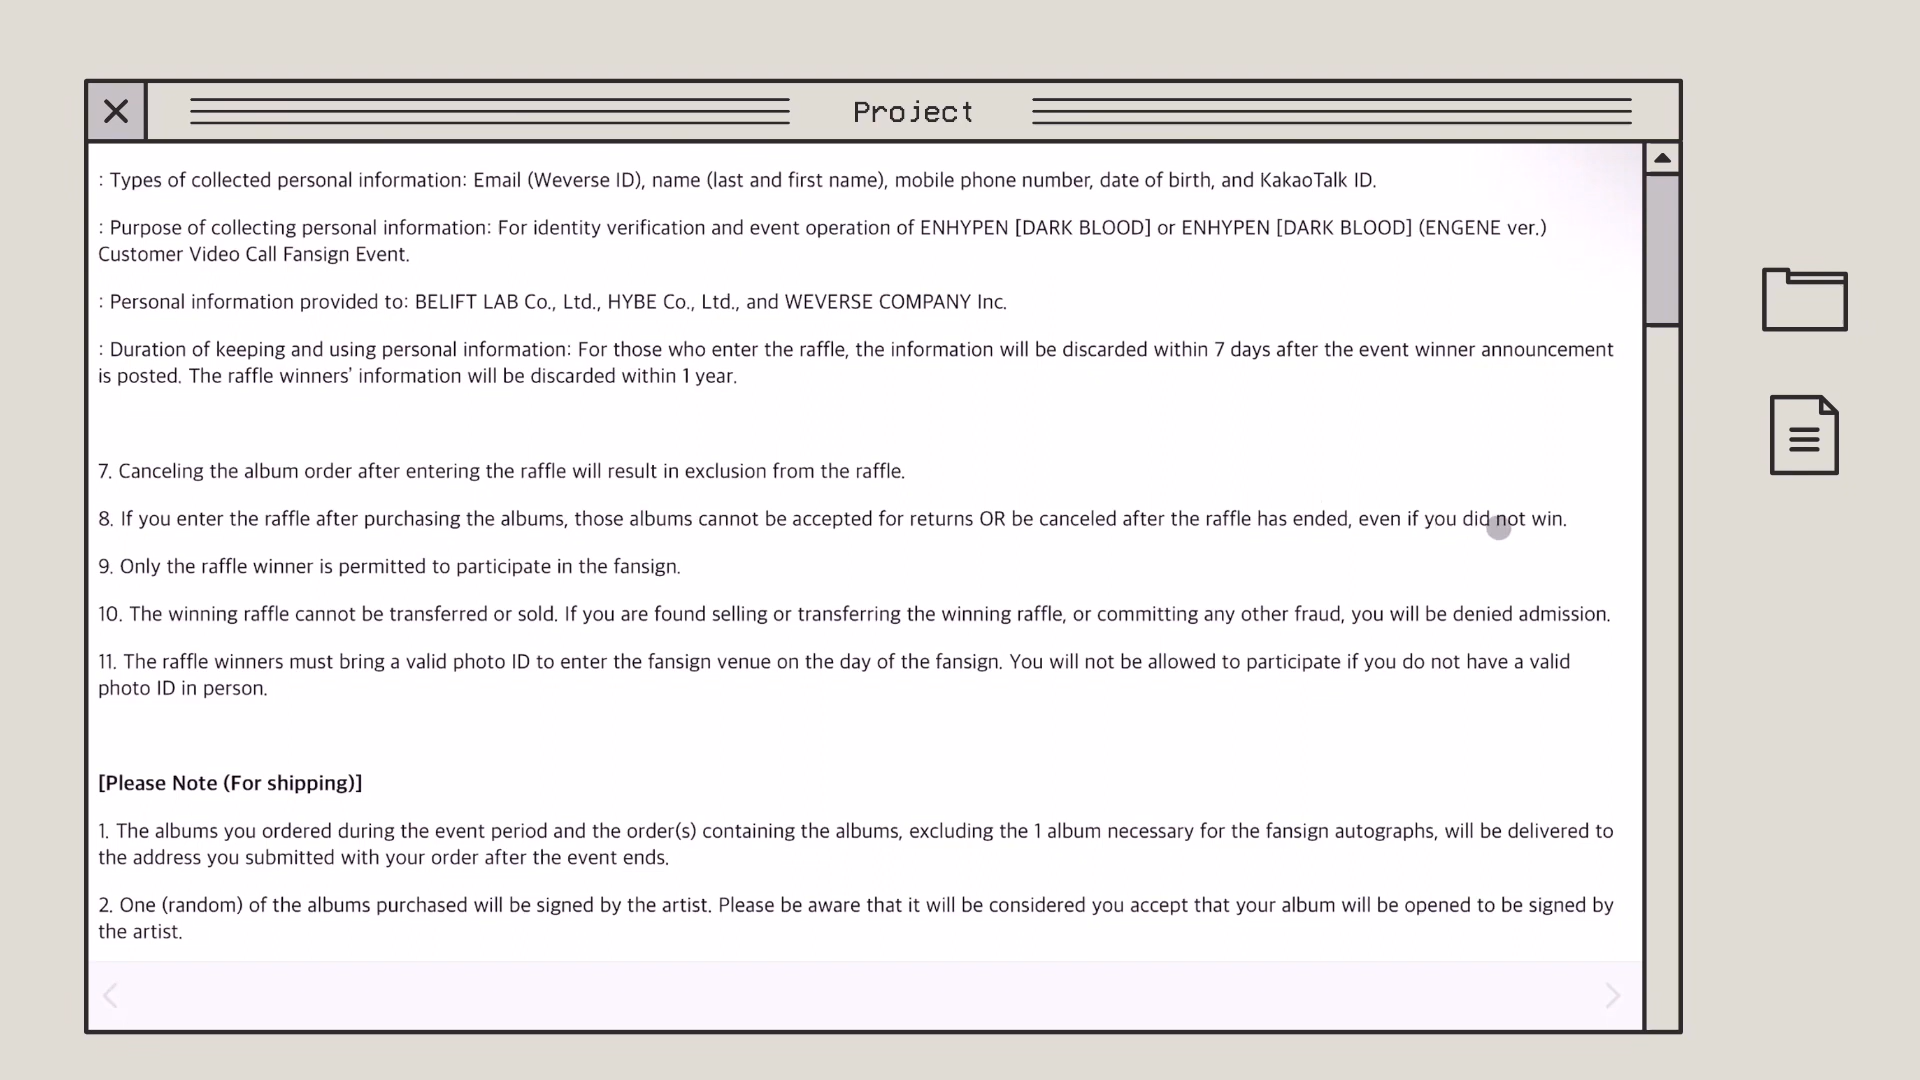 Project
: Types of collected personal information: Email (Weverse ID), name (last and first name), mobile phone number, date of birth, and KakaoTalk ID.
: Purpose of collecting personal information: For identity verification and event operation of ENHYPEN [DARK BLOOD] or ENHYPEN [DARK BLOOD] (ENGENE ver.)
Customer Video Call Fansign Event.
: Personal information provided to: BELIFT LAB Co., Ltd., HYBE Co., Ltd., and WEVERSE COMPANY Inc.
: Duration of keeping and using personal information: For those who enter the raffle, the information will be discarded within 7 days after the event winner announcement
is posted. The raffle winners’ information will be discarded within 1 year.
7. Canceling the album order after entering the raffle will result in exclusion from the raffle.
8. If you enter the raffle after purchasing the albums, those albums cannot be accepted for returns OR be canceled after the raffle has ended, even if you did not win.
9. Only the raffle winner is permitted to participate in the fansign.
10. The winning raffle cannot be transferred or sold. If you are found selling or transferring the winning raffle, or committing any other fraud, you will be denied admission.
11. The raffle winners must bring a valid photo ID to enter the fansign venue on the day of the fansign. You will not be allowed to participate if you do not have a valid
photo ID in person.
[Please Note (For shipping)]
1. The albums you ordered during the event period and the order(s) containing the albums, excluding the 1 album necessary for the fansign autographs, will be delivered to
the address you submitted with your order after the event ends.
2. One (random) of the albums purchased will be signed by the artist. Please be aware that it will be considered you accept that your album will be opened to be signed by
the artist.